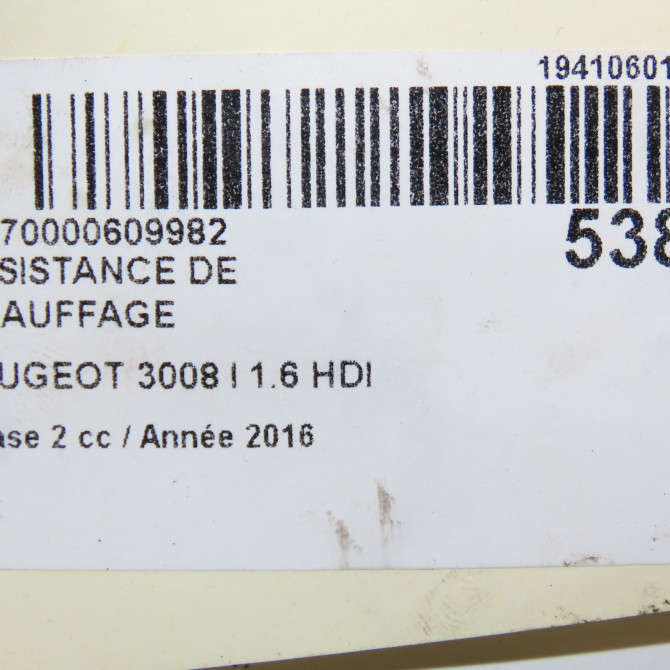 19410601
70000609982
538
SISTANCE DE
AUFFAGE
UGEOT 3008 I 1.6 HDI
ase 2 cc / Année 2016